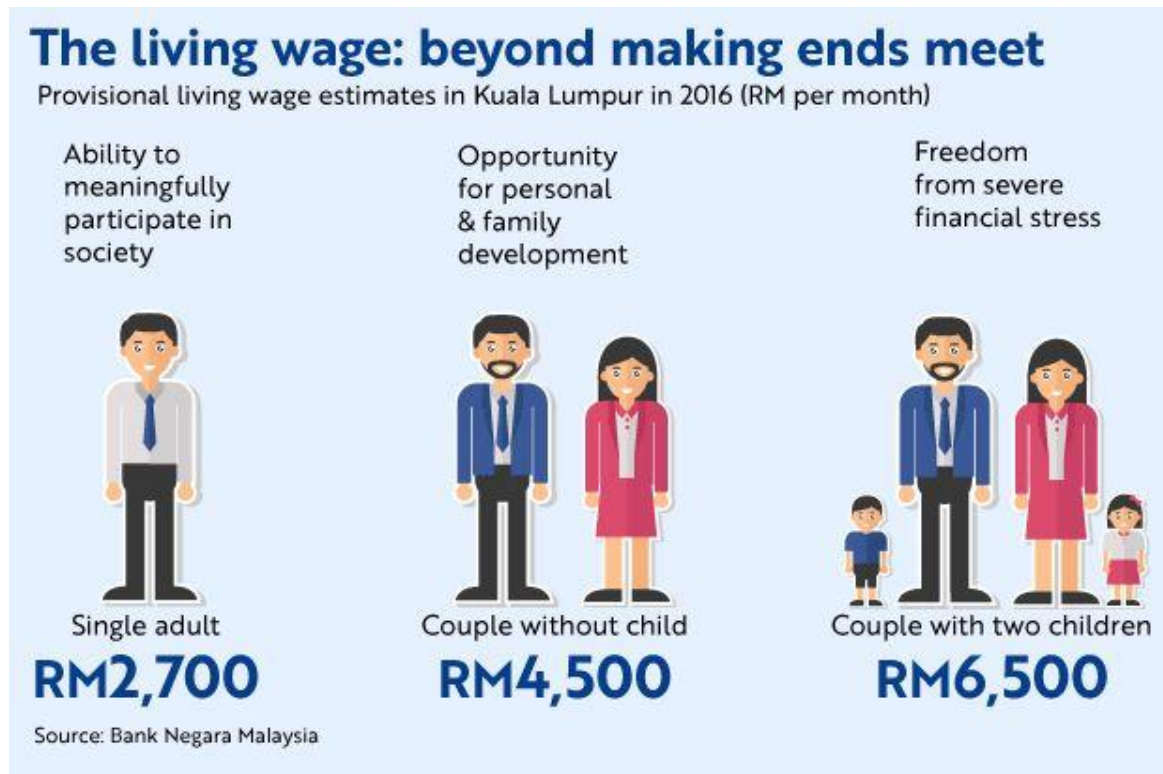 The living wage: beyond making ends meet
Provisional living wage estimates in Kuala Lumpur in 2016 (RM per month)
Ability to
meaningfully
participate in
society
Opportunity
for personal
& family
development
Freedom
from severe
financial stress
Single adult
RM2,700
Couple without child
RM4,500
Couple with two children
RM6,500
Source: Bank Negara Malaysia